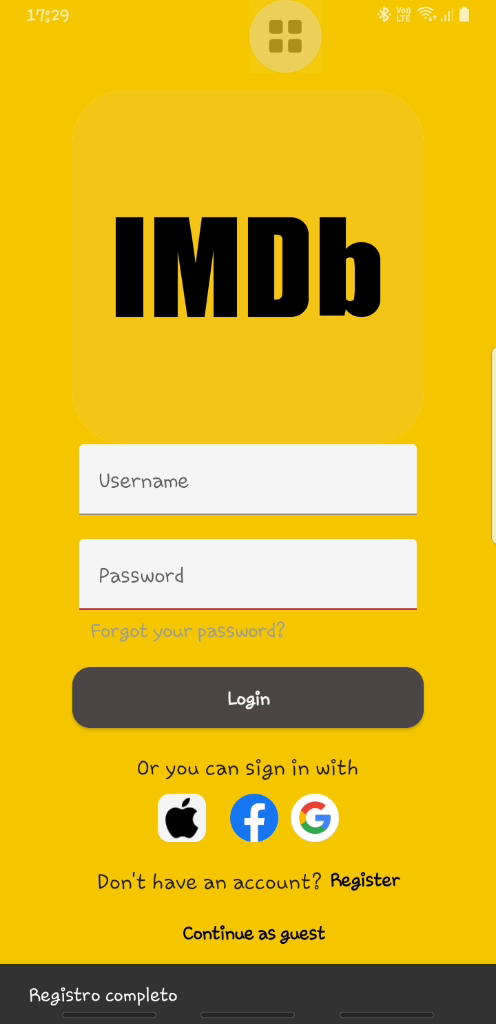 17:29
Vo)) LTE
IMDb
Username
Password
Forgot your password?
Login
Or you can sign in with
Don't have an account? Register
Continue as guest
Registro completo